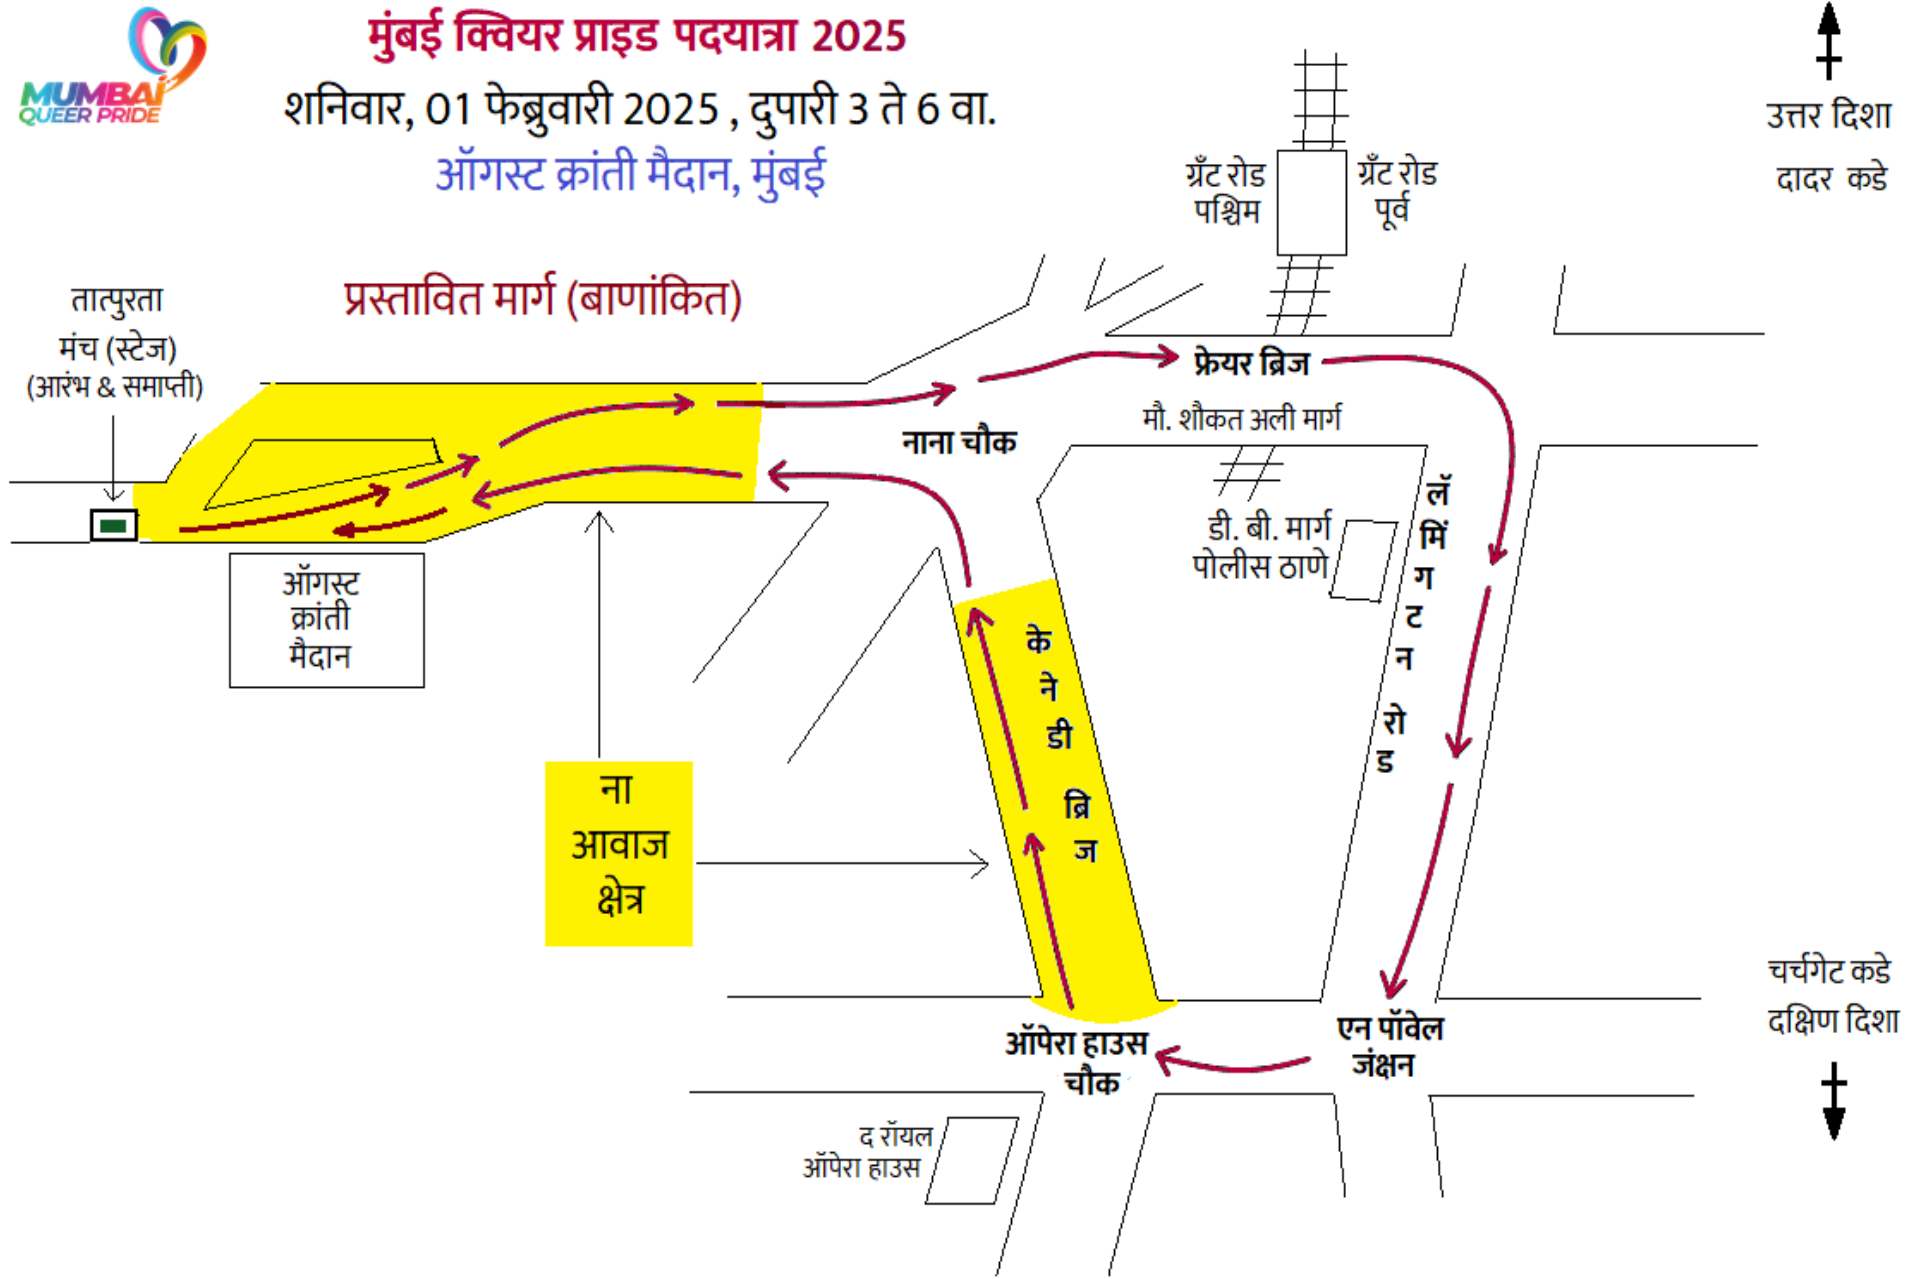 MUMBAI
QUEER PRIDE
मुंबई क्वियर प्राइड पदयात्रा 2025
शनिवार, 01 फेब्रुवारी 2025 , दुपारी 3 ते 6 वा.
ऑगस्ट क्रांती मैदान, मुंबई
उत्तर दिशा
दादर कडे
ग्रँट रोड
पश्चिम
ग्रँट रोड
पूर्व
प्रस्तावित मार्ग (बाणांकित)
तात्पुरता
मंच (स्टेज)
(आरंभ & समाप्ती)
फ्रेयर ब्रिज
मौ. शौकत अली मार्ग
नाना चौक
लॅमिंगटन रोड
डी. बी. मार्ग
पोलीस ठाणे
ऑगस्ट
क्रांती
मैदान
केनेडी ब्रिज
ना
आवाज
क्षेत्र
चर्चगेट कडे
दक्षिण दिशा
एन पॉवेल
जंक्षन
ऑपेरा हाउस
चौक
द रॉयल
ऑपेरा हाउस